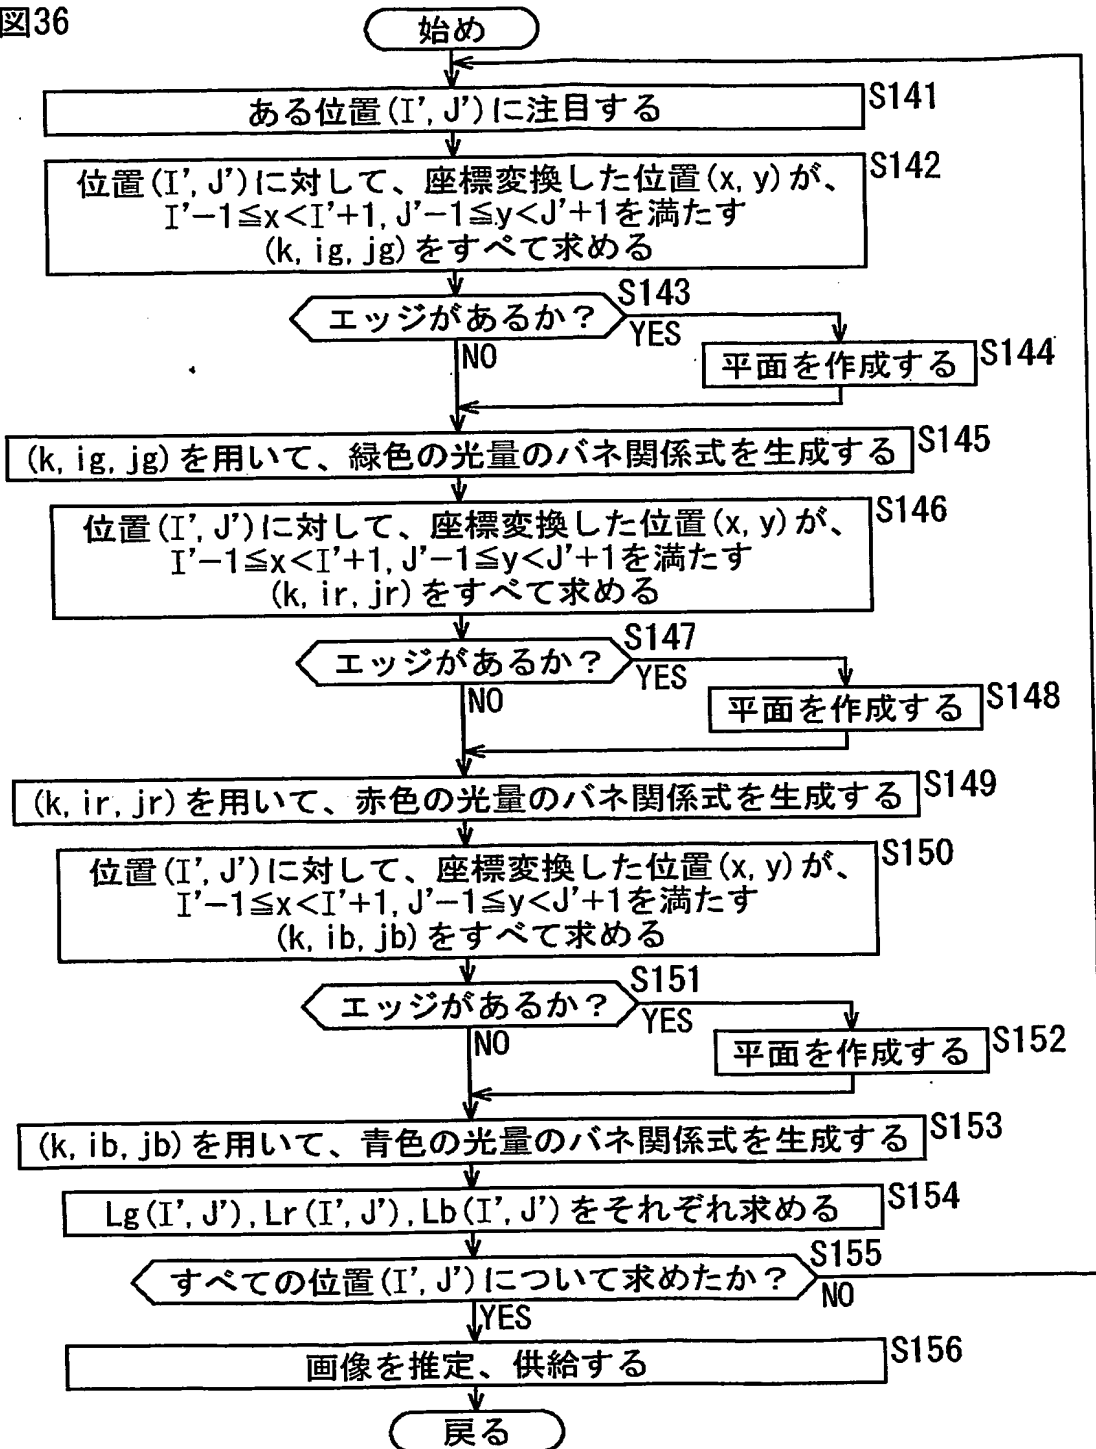 図36
始め
ある位置(I', J')に注目する
S141
位置(I', J')に対して、座標変換した位置(x, y)が、
I'−1≦x<I'+1, J'−1≦y<J'+1を満たす
(k, ig, jg)をすべて求める
S142
エッジがあるか?
S143
YES
NO
平面を作成する
S144
(k, ig, jg)を用いて、緑色の光量のバネ関係式を生成する
S145
位置(I', J')に対して、座標変換した位置(x, y)が、
I'−1≦x<I'+1, J'−1≦y<J'+1を満たす
(k, ir, jr)をすべて求める
S146
エッジがあるか?
S147
YES
NO
平面を作成する
S148
(k, ir, jr)を用いて、赤色の光量のバネ関係式を生成する
S149
位置(I', J')に対して、座標変換した位置(x, y)が、
I'−1≦x<I'+1, J'−1≦y<J'+1を満たす
(k, ib, jb)をすべて求める
S150
エッジがあるか?
S151
YES
NO
平面を作成する
S152
(k, ib, jb)を用いて、青色の光量のバネ関係式を生成する
S153
Lg(I', J'), Lr(I', J'), Lb(I', J')をそれぞれ求める
S154
すべての位置(I', J')について求めたか?
S155
NO
YES
画像を推定、供給する
S156
戻る